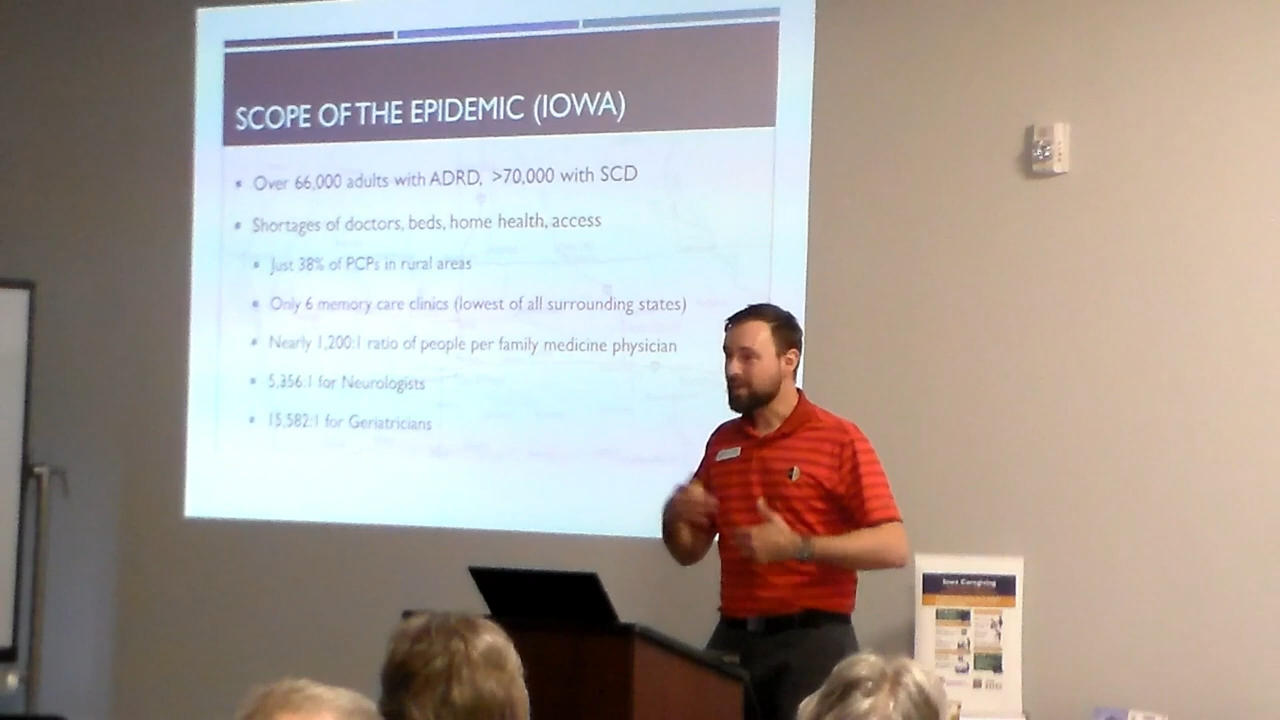 SCOPE OF THE EPIDEMIC (IOWA)
Over 66,000 adults with ADRD, >70,000 with SCD
Shortages of doctors, beds, home health, access
Just 38% of PCPs in rural areas
Only 6 memory care clinics (lowest of all surrounding states)
Nearly 1,200:1 ratio of people per family medicine physician
5,356:1 for Neurologists
15,582:1 for Geriatricians
Iowa Caregiving